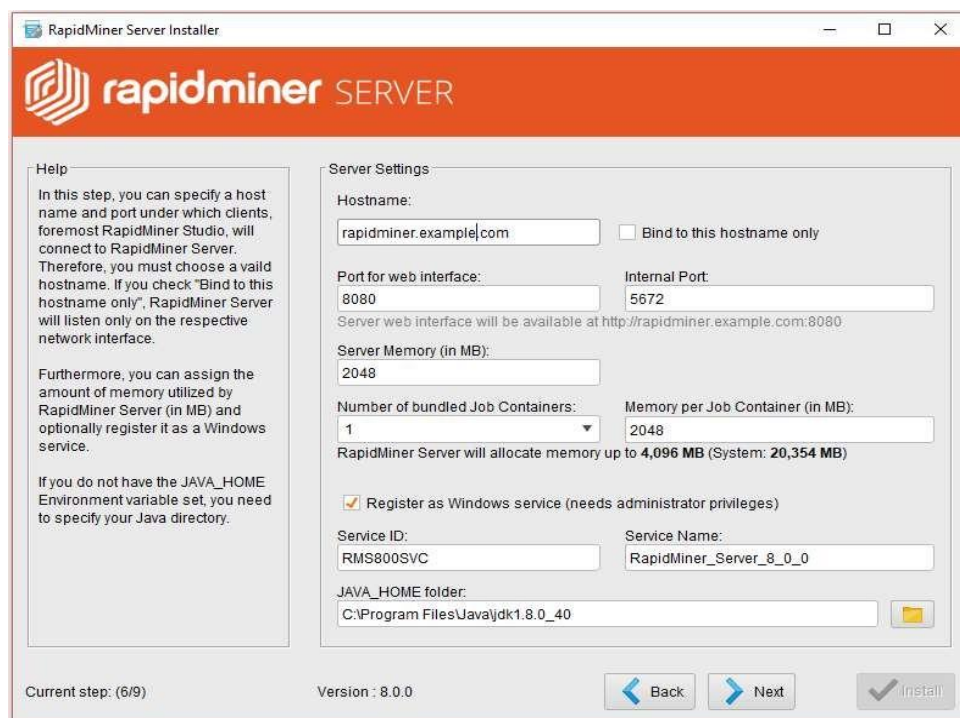 RapidMiner Server Installer
rapidminer SERVER
Help
In this step, you can specify a host
name and port under which clients,
foremost RapidMiner Studio, will
connect to RapidMiner Server.
Therefore, you must choose a vaild
hostname. If you check "Bind to this
hostname only", RapidMiner Server
will listen only on the respective
network interface.
Furthermore, you can assign the
amount of memory utilized by
RapidMiner Server (in MB) and
optionally register it as a Windows
service.
If you do not have the JAVA_HOME
Environment variable set, you need
to specify your Java directory.
Server Settings
Hostname:
rapidminer.example.com
Bind to this hostname only
Port for web interface: Internal Port:
8080 5672
Server web interface will be available at http://rapidminer.example.com:8080
Server Memory (in MB):
2048
Number of bundled Job Containers: Memory per Job Container (in MB):
1 2048
RapidMiner Server will allocate memory up to 4,096 MB (System: 20,354 MB)
Register as Windows service (needs administrator privileges)
Service ID: Service Name:
RMS800SVC RapidMiner_Server_8_0_0
JAVA_HOME folder:
C:\Program Files\Java\jdk1.8.0_40
Current step: (6/9) Version : 8.0.0 Back Next Install